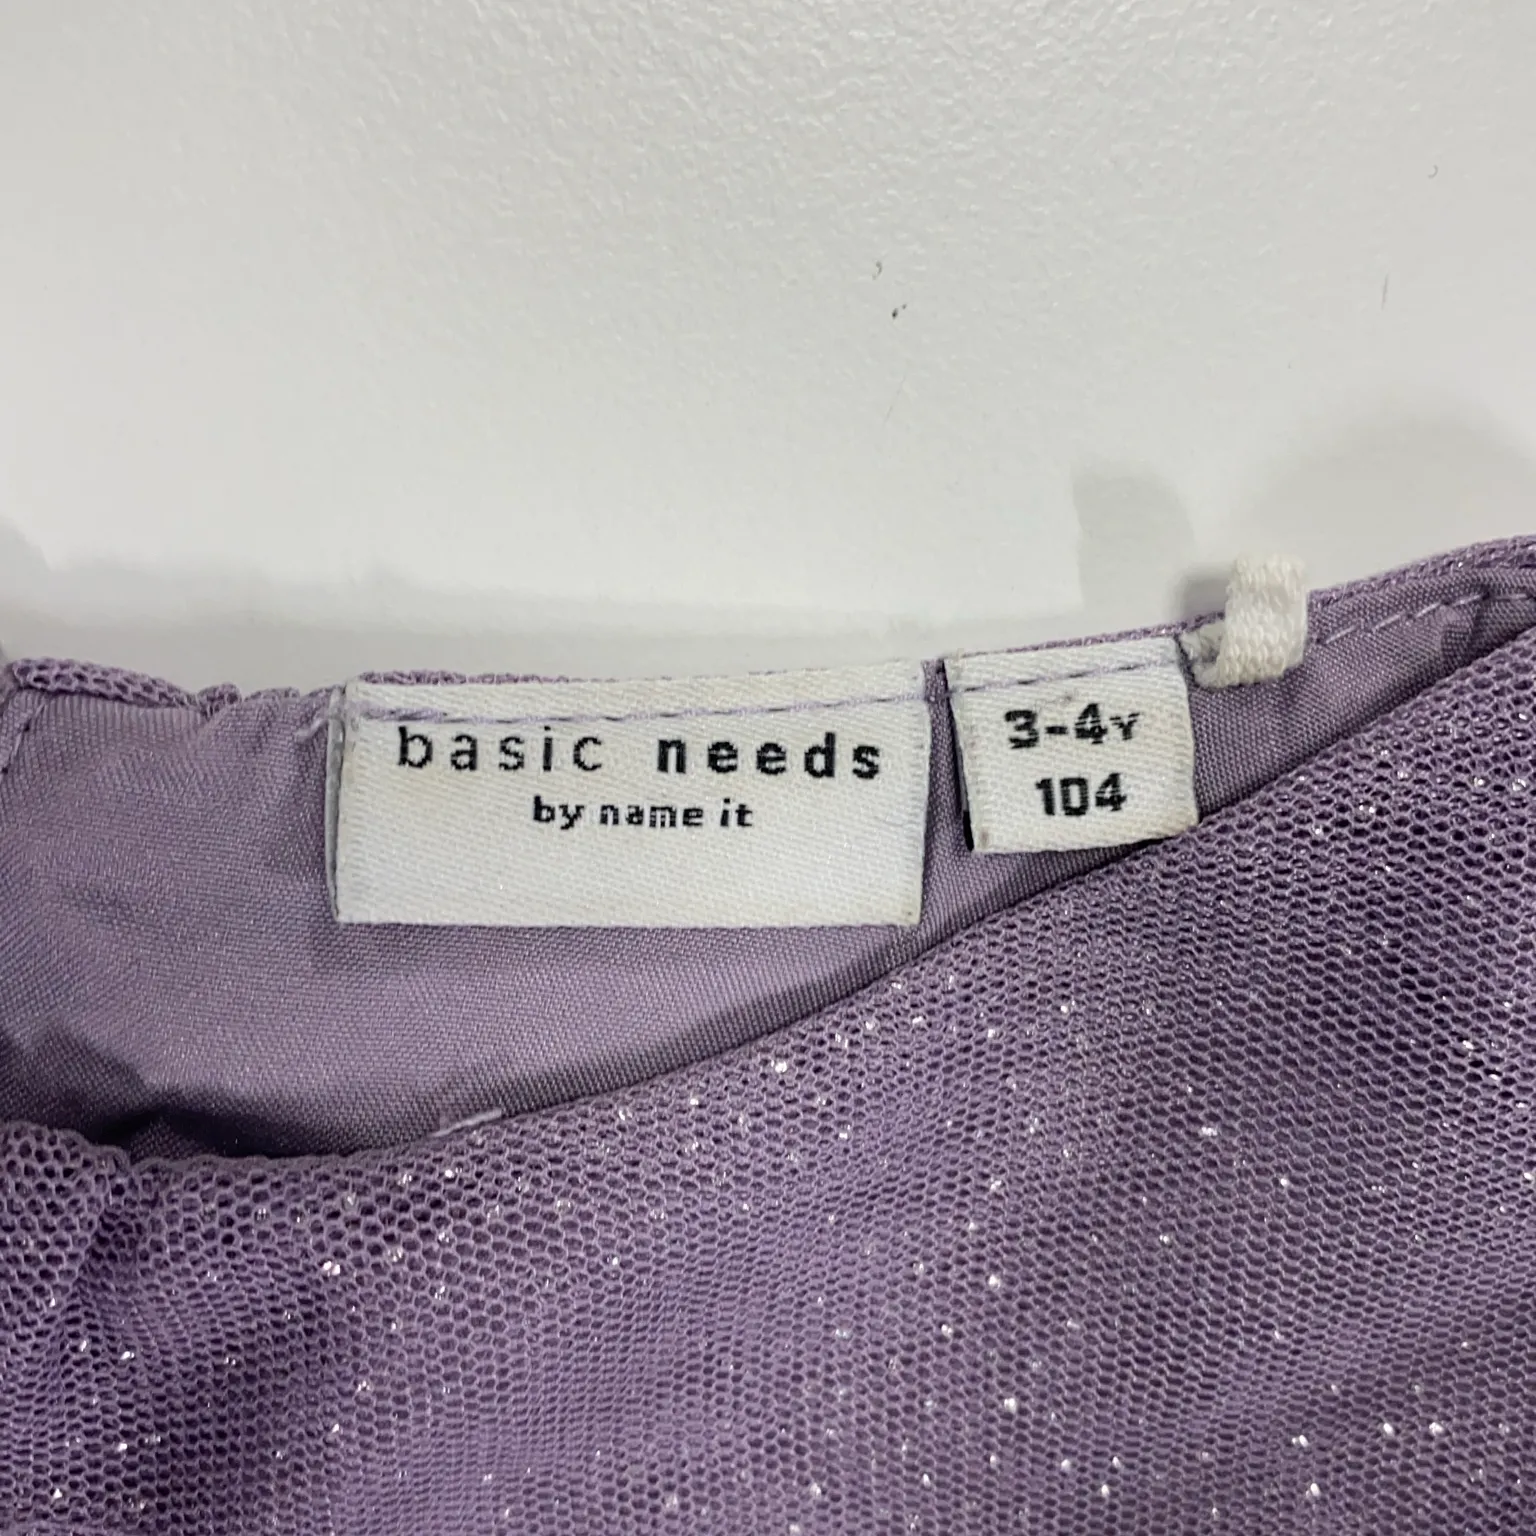 basic needs
by name it
3-4Y
104